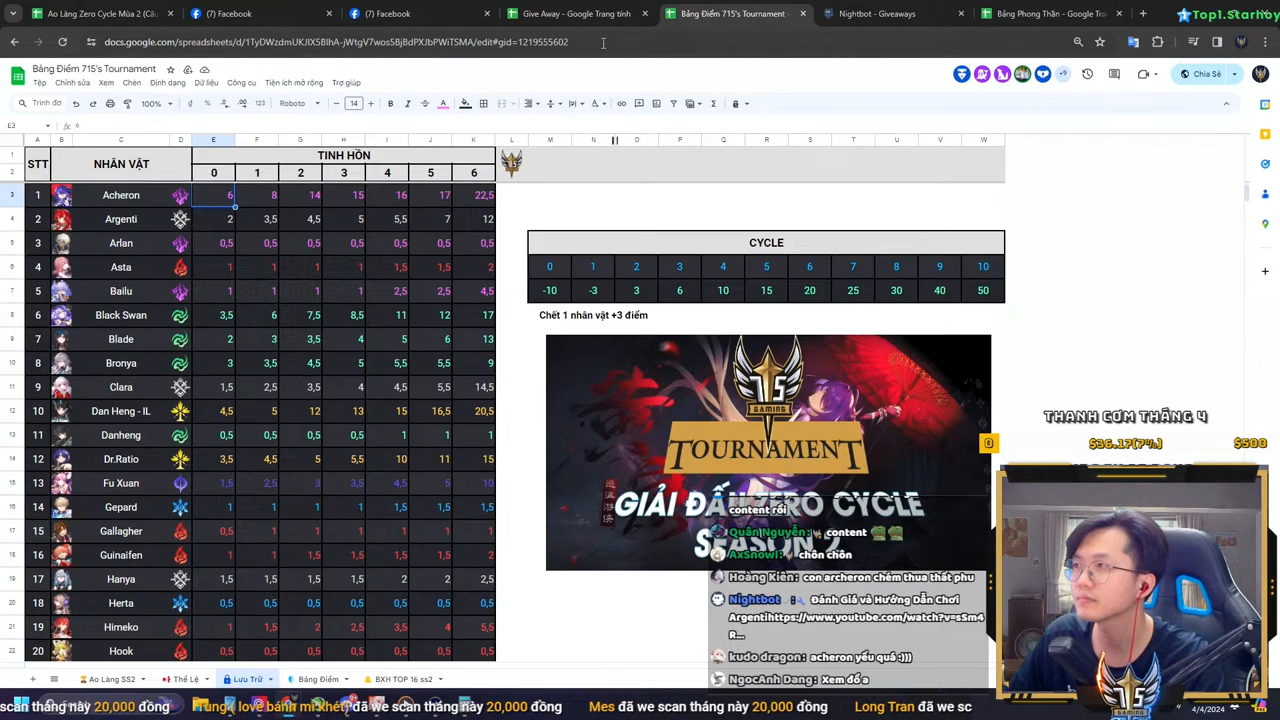 Ao Làng Zero Cycle Mùa 2 (Các
(7) Facebook
(7) Facebook
Give Away - Google Trang tính
Bảng Điểm 715's Tournament -
Nightbot - Giveaways
Bảng Phong Thần - Google Tra
Top1.Starhoy
docs.google.com/spreadsheets/d/1TyDWzdmUKJIX5BIhA-jWtgV7wos5BjBdPXJbPWiTSMA/edit#gid=1219555602
Bảng Điểm 715's Tournament
Tệp Chỉnh sửa Xem Chèn Định dạng Dữ liệu Công cụ Tiện ích mở rộng Trợ giúp
+9
Chia Sẻ
Trình đơ
100%
123
Roboto
14
E3
6
A B C D E F G H I J K L M N O P Q R S T U V W
STT NHÂN VẬT TINH HỒN
0 1 2 3 4 5 6
1 Acheron 6 8 14 15 16 17 22,5
2 Argenti 2 3,5 4,5 5 5,5 7 12
3 Arlan 0,5 0,5 0,5 0,5 0,5 0,5 0,5
4 Asta 1 1 1 1 1,5 1,5 2
5 Bailu 1 1 1 1 2,5 2,5 4,5
6 Black Swan 3,5 6 7,5 8,5 11 12 17
7 Blade 2 3 3,5 4 5 6 13
8 Bronya 3 3,5 4,5 5 5,5 5,5 9
9 Clara 1,5 2,5 3,5 4 4,5 5,5 14,5
10 Dan Heng - IL 4,5 5 12 13 15 16,5 20,5
11 Danheng 0,5 0,5 0,5 0,5 1 1 1
12 Dr.Ratio 3,5 4,5 5 5,5 10 11 15
13 Fu Xuan 1,5 2,5 3 3,5 4,5 5 10
14 Gepard 1 1 1 1,5 1,5 1,5 2
15 Gallagher 0,5 1 1 1 1 1 1
16 Guinaifen 1 1 1,5 1,5 1,5 1,5 2
17 Hanya 1,5 1,5 1,5 1,5 2 2 2,5
18 Herta 0,5 0,5 0,5 0,5 0,5 0,5 0,5
19 Himeko 1 1,5 2 2,5 3,5 4 5,5
20 Hook 0,5 0,5 0,5 0,5 0,5 0,5 0,5
CYCLE
0 1 2 3 4 5 6 7 8 9 10
-10 -3 3 6 10 15 20 25 30 40 50
Chết 1 nhân vật +3 điểm
75
GAMING
TOURNAMENT
GIẢI ĐẤU ZERO CYCLE
SEASON 2
content rồi
Quân Nguyễn: content
AxSnowl: chôn chôn
Hoàng Kiên: con archeron chém thua thất phu
Nightbot : Đánh Giá và Hướng Dẫn Chơi
Argentihttps://www.youtube.com/watch?v=sSm4
R...
kudo dragon: acheron yếu quá :)))
NgocAnh Dang: Xem đồ a
THANH CƠM THÁNG 4
0 $36.17(7%) $500
Ao Làng SS2
Thể Lệ
Lưu Trữ
Bảng Điểm
BXH TOP 16 ss2
scan tháng này 20,000 đồng
Tung ( love bánh mì khét) đã we scan tháng này 20,000 đồng
Mes đã we scan tháng này 20,000 đồng
Long Tran đã we sc
4/4/2024